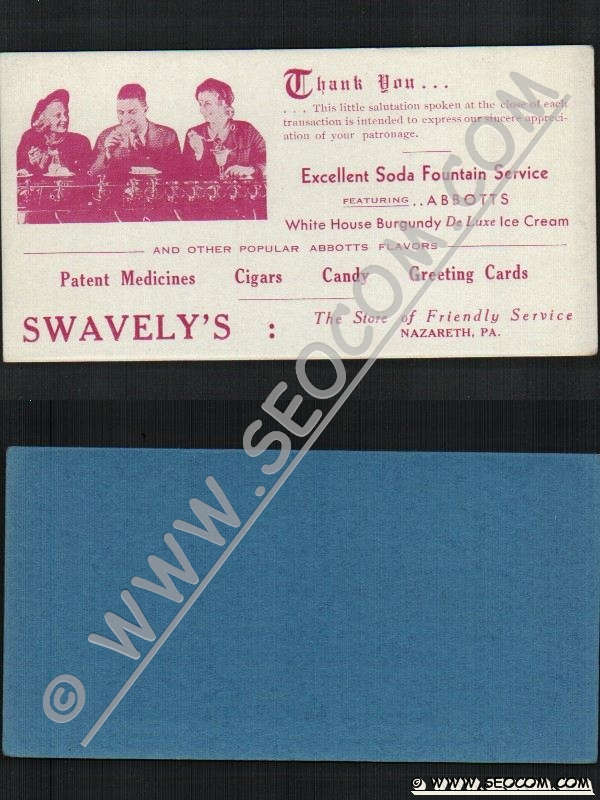 Thank You...
... This little salutation spoken at the close of each
transaction is intended to express our sincere appreci-
ation of your patronage.
Excellent Soda Fountain Service
FEATURING .. ABBOTTS
White House Burgundy De Luxe Ice Cream
AND OTHER POPULAR ABBOTTS FLAVORS
Patent Medicines Cigars Candy Greeting Cards
SWAVELY'S : The Store of Friendly Service
NAZARETH, PA.
© WWW.SEOCOM.COM
© WWW.SEOCOM.COM